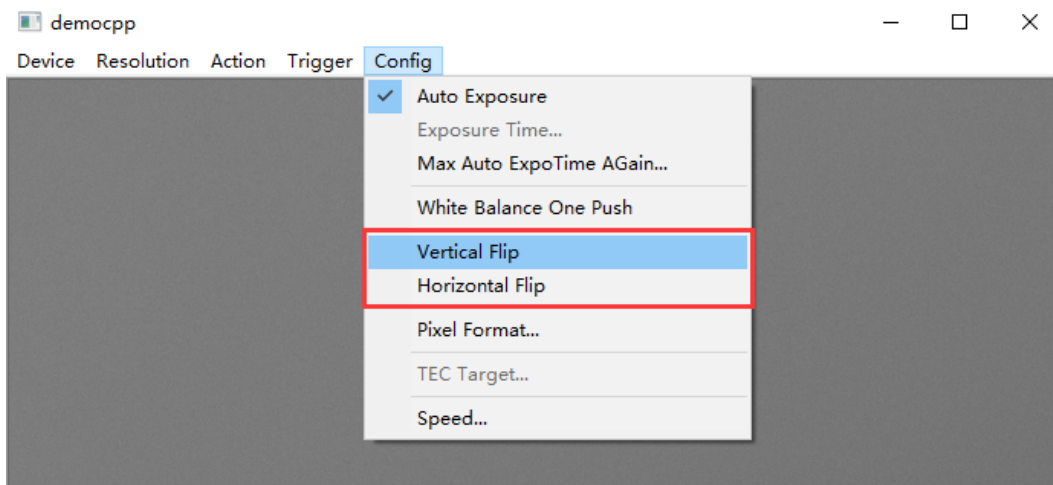 democpp
Device Resolution Action Trigger Config
Auto Exposure
Exposure Time...
Max Auto ExpoTime AGain...
White Balance One Push
Vertical Flip
Horizontal Flip
Pixel Format...
TEC Target...
Speed...